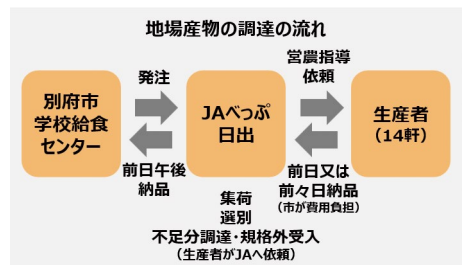 地場産物の調達の流れ
別府市
学校給食
センター
発注
前日午後
納品
JAべっぷ
日出
営農指導
依頼
前日又は
前々日納品
(市が費用負担)
生産者
(14軒)
集荷
選別
不足分調達・規格外受入
(生産者がJAへ依頼)